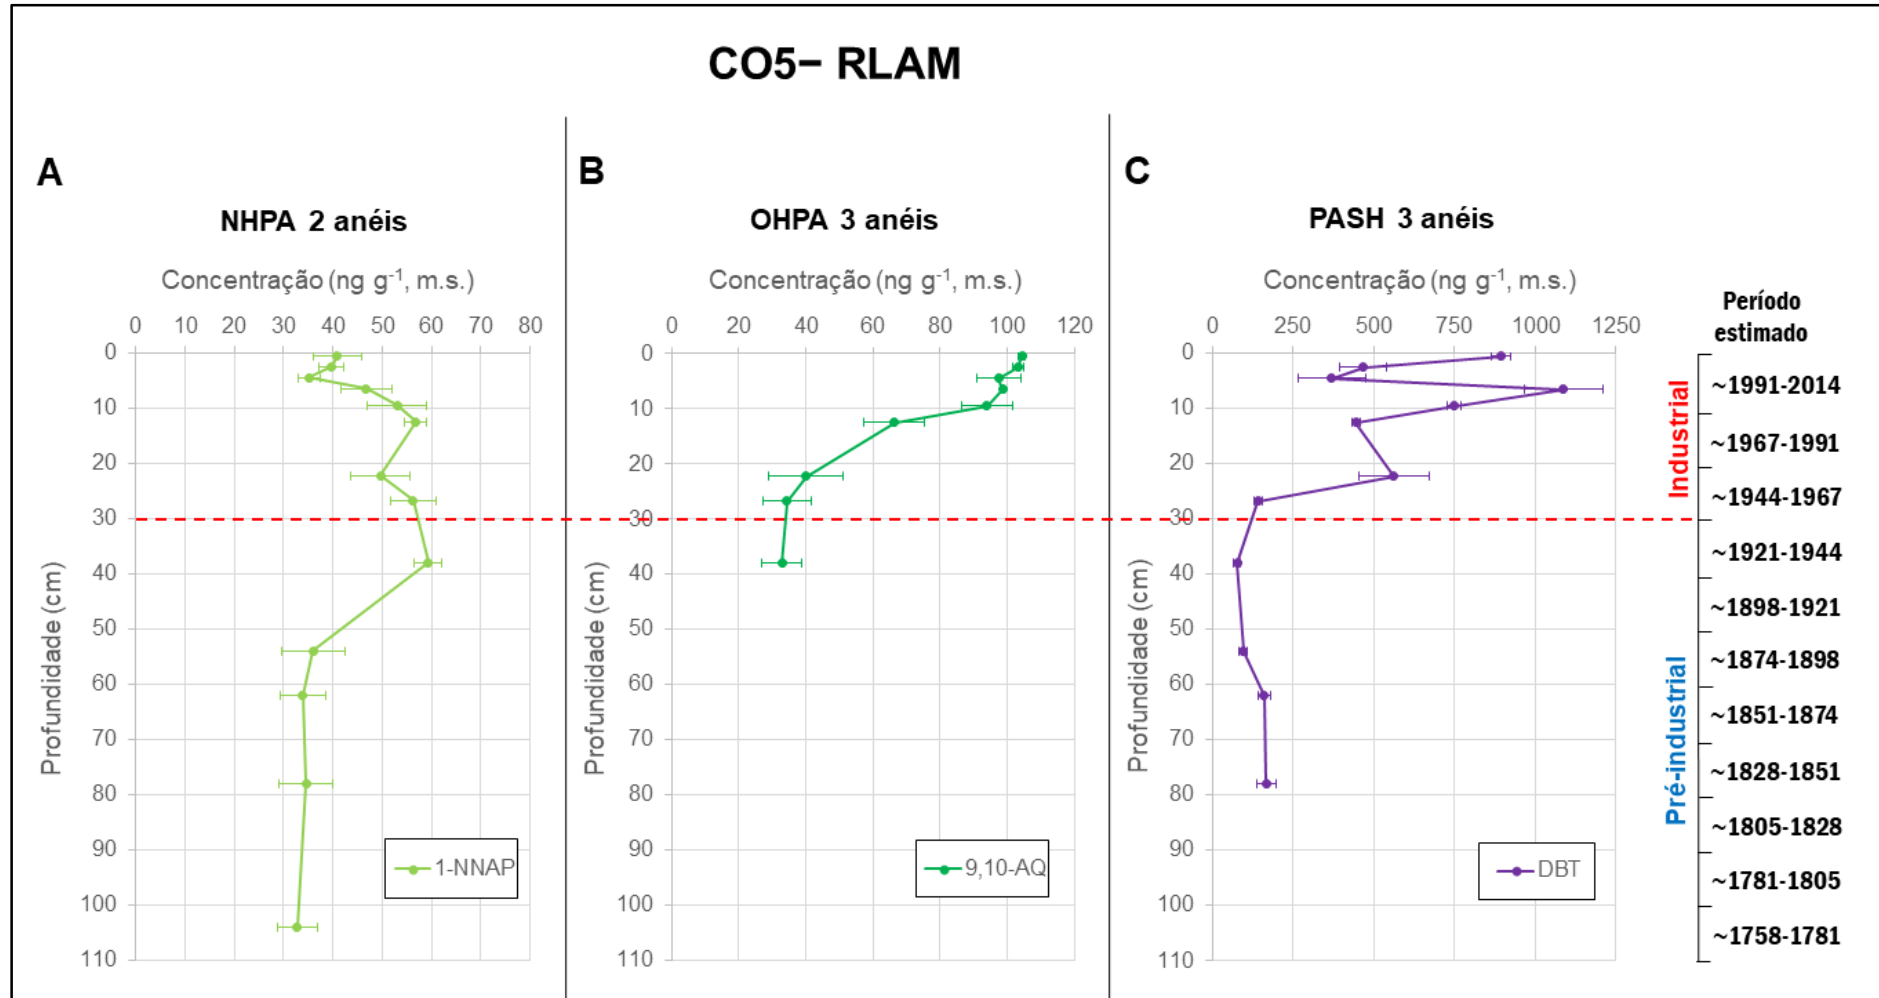 CO5− RLAM
A
NHPA 2 anéis
Concentração (ng g⁻¹, m.s.)
0 10 20 30 40 50 60 70 80
0
10
20
30
40
50
60
70
80
90
100
110
Profundidade (cm)
1-NNAP
B
OHPA 3 anéis
Concentração (ng g⁻¹, m.s.)
0 20 40 60 80 100 120
0
10
20
30
40
50
60
70
80
90
100
110
Profundidade (cm)
9,10-AQ
C
PASH 3 anéis
Concentração (ng g⁻¹, m.s.)
0 250 500 750 1000 1250
0
10
20
30
40
50
60
70
80
90
100
110
Profundidade (cm)
DBT
Período
estimado
Industrial
~1991-2014
~1967-1991
~1944-1967
Pré-industrial
~1921-1944
~1898-1921
~1874-1898
~1851-1874
~1828-1851
~1805-1828
~1781-1805
~1758-1781